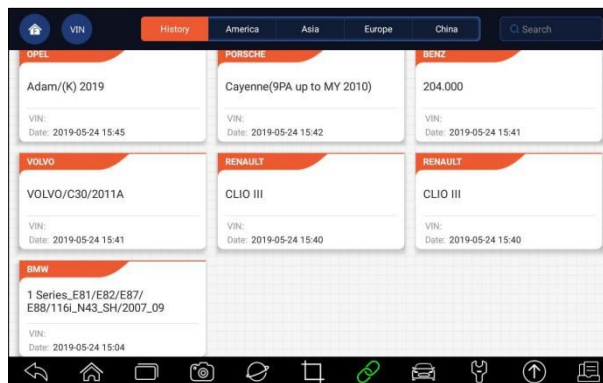 VIN
History
America
Asia
Europe
China
Search
OPEL
PORSCHE
BENZ
Adam/(K) 2019
Cayenne(9PA up to MY 2010)
204.000
VIN:
VIN:
VIN:
Date: 2019-05-24 15:45
Date: 2019-05-24 15:42
Date: 2019-05-24 15:41
VOLVO
RENAULT
RENAULT
VOLVO/C30/2011A
CLIO III
CLIO III
VIN:
VIN:
VIN:
Date: 2019-05-24 15:41
Date: 2019-05-24 15:40
Date: 2019-05-24 15:40
BMW
1 Series_E81/E82/E87/
E88/116i_N43_SH/2007_09
VIN:
Date: 2019-05-24 15:04